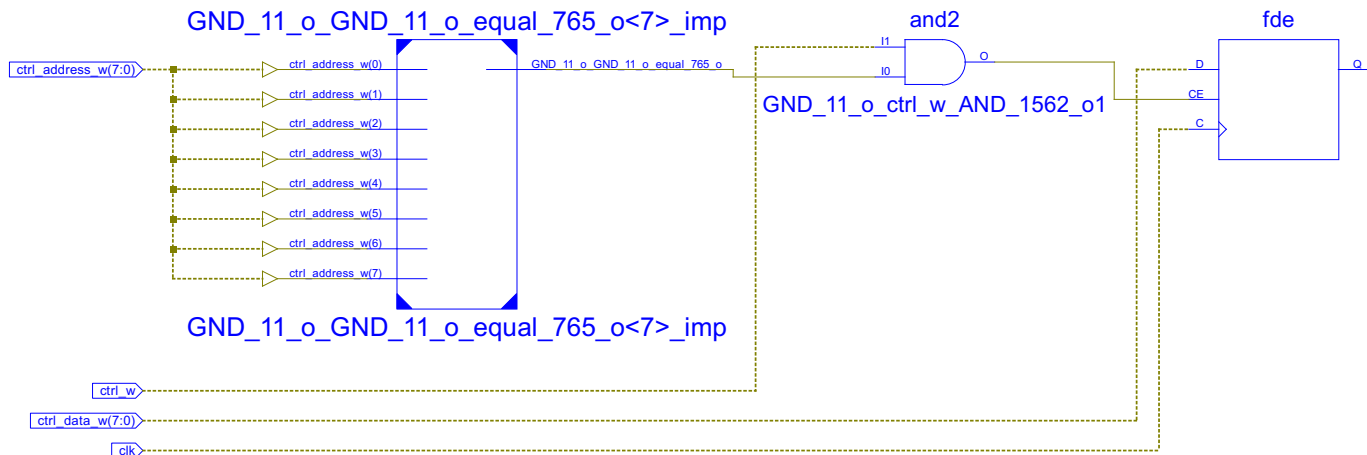 GND_11_o_GND_11_o_equal_765_o<7>_imp
and2
fde
ctrl_address_w(7:0)
ctrl_address_w(0)
GND_11_o_GND_11_o_equal_765_o
I1
I0
O
D
Q
ctrl_address_w(1)
CE
GND_11_o_ctrl_w_AND_1562_o1
ctrl_address_w(2)
C
ctrl_address_w(3)
ctrl_address_w(4)
ctrl_address_w(5)
ctrl_address_w(6)
ctrl_address_w(7)
GND_11_o_GND_11_o_equal_765_o<7>_imp
ctrl_w
ctrl_data_w(7:0)
clk